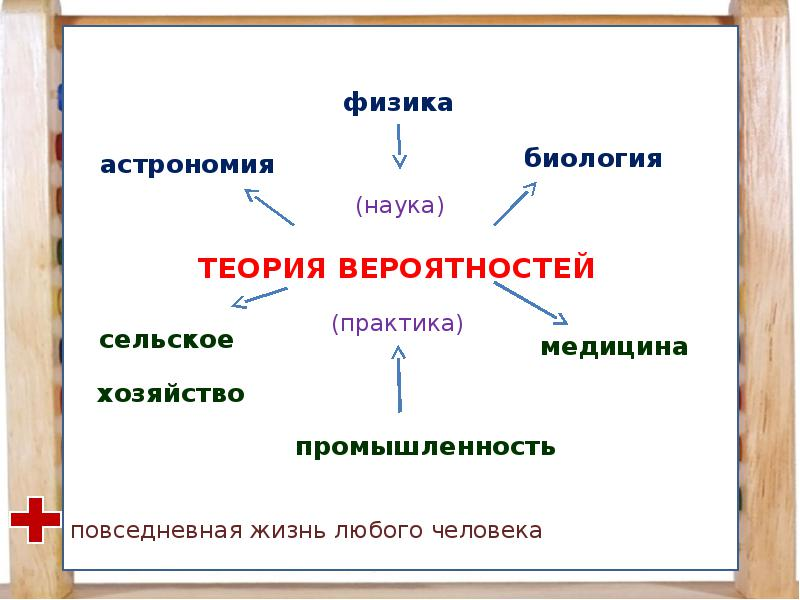 физика
астрономия
биология
(наука)
ТЕОРИЯ ВЕРОЯТНОСТЕЙ
(практика)
сельское
хозяйство
медицина
промышленность
повседневная жизнь любого человека